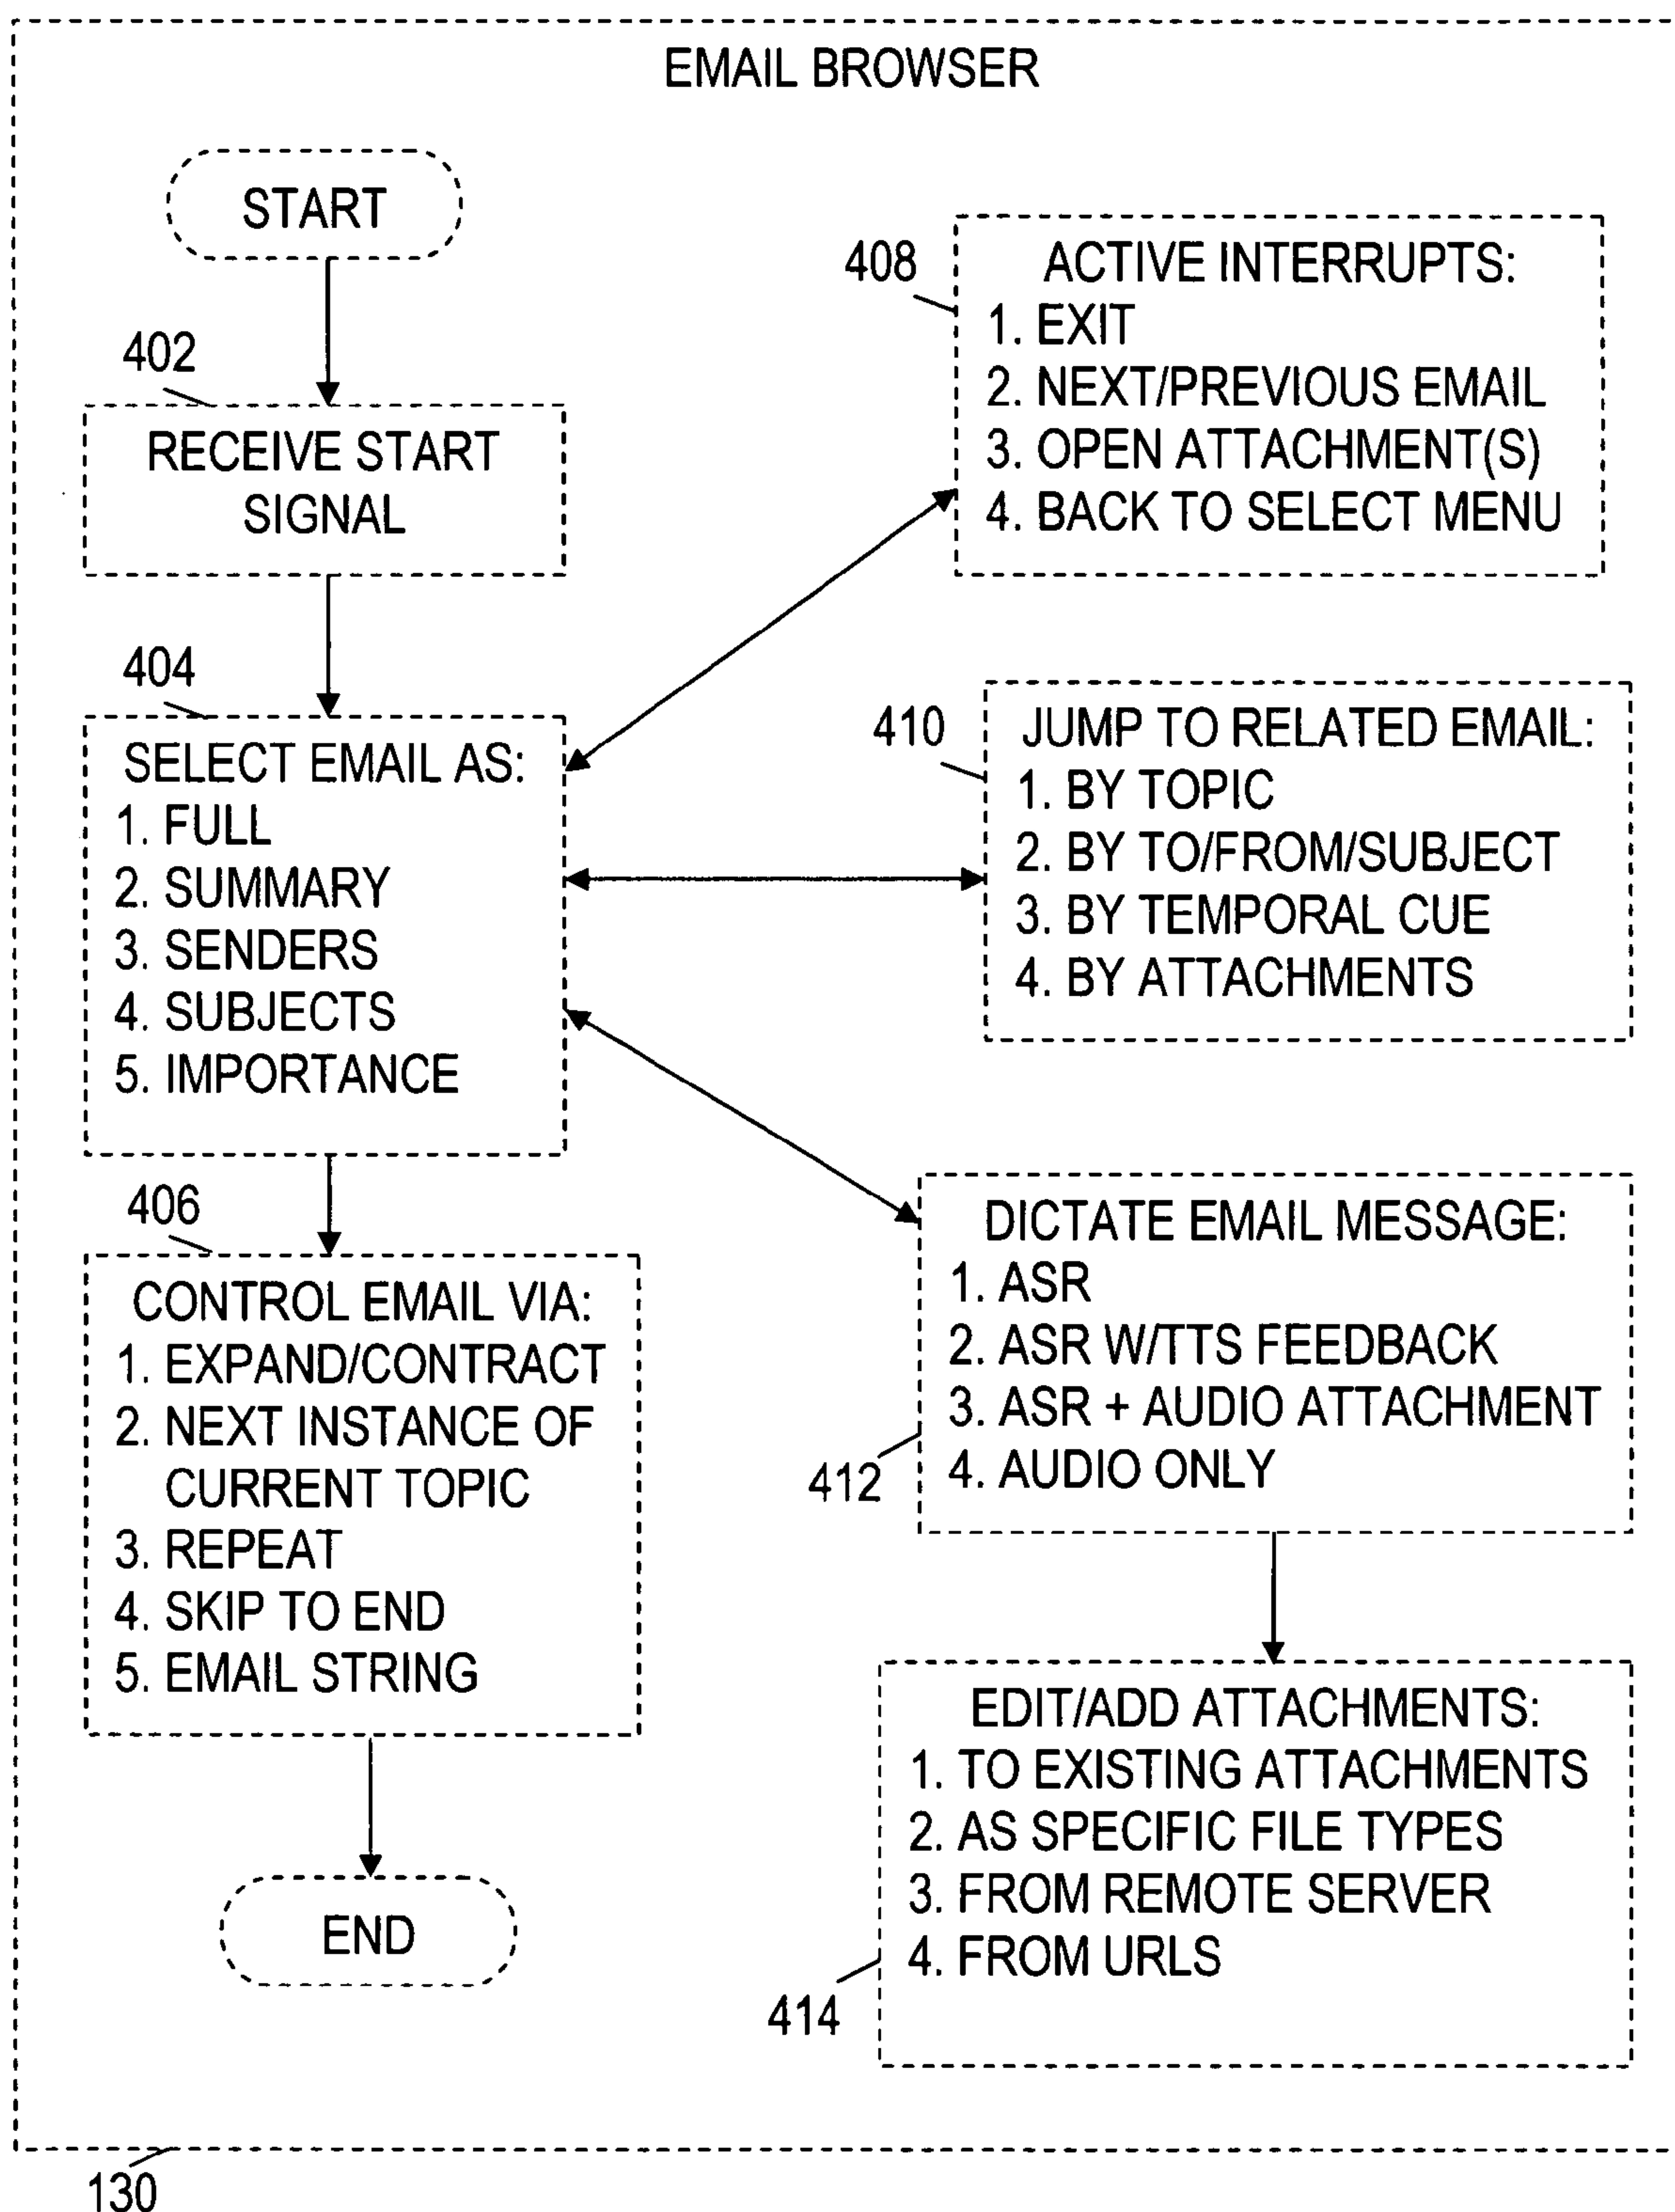 EMAIL BROWSER
START
402
RECEIVE START
SIGNAL
404
SELECT EMAIL AS:
1. FULL
2. SUMMARY
3. SENDERS
4. SUBJECTS
5. IMPORTANCE
406
CONTROL EMAIL VIA:
1. EXPAND/CONTRACT
2. NEXT INSTANCE OF
CURRENT TOPIC
3. REPEAT
4. SKIP TO END
5. EMAIL STRING
END
408
ACTIVE INTERRUPTS:
1. EXIT
2. NEXT/PREVIOUS EMAIL
3. OPEN ATTACHMENT(S)
4. BACK TO SELECT MENU
410
JUMP TO RELATED EMAIL:
1. BY TOPIC
2. BY TO/FROM/SUBJECT
3. BY TEMPORAL CUE
4. BY ATTACHMENTS
DICTATE EMAIL MESSAGE:
1. ASR
2. ASR W/TTS FEEDBACK
3. ASR + AUDIO ATTACHMENT
4. AUDIO ONLY
412
EDIT/ADD ATTACHMENTS:
1. TO EXISTING ATTACHMENTS
2. AS SPECIFIC FILE TYPES
3. FROM REMOTE SERVER
4. FROM URLS
414
130